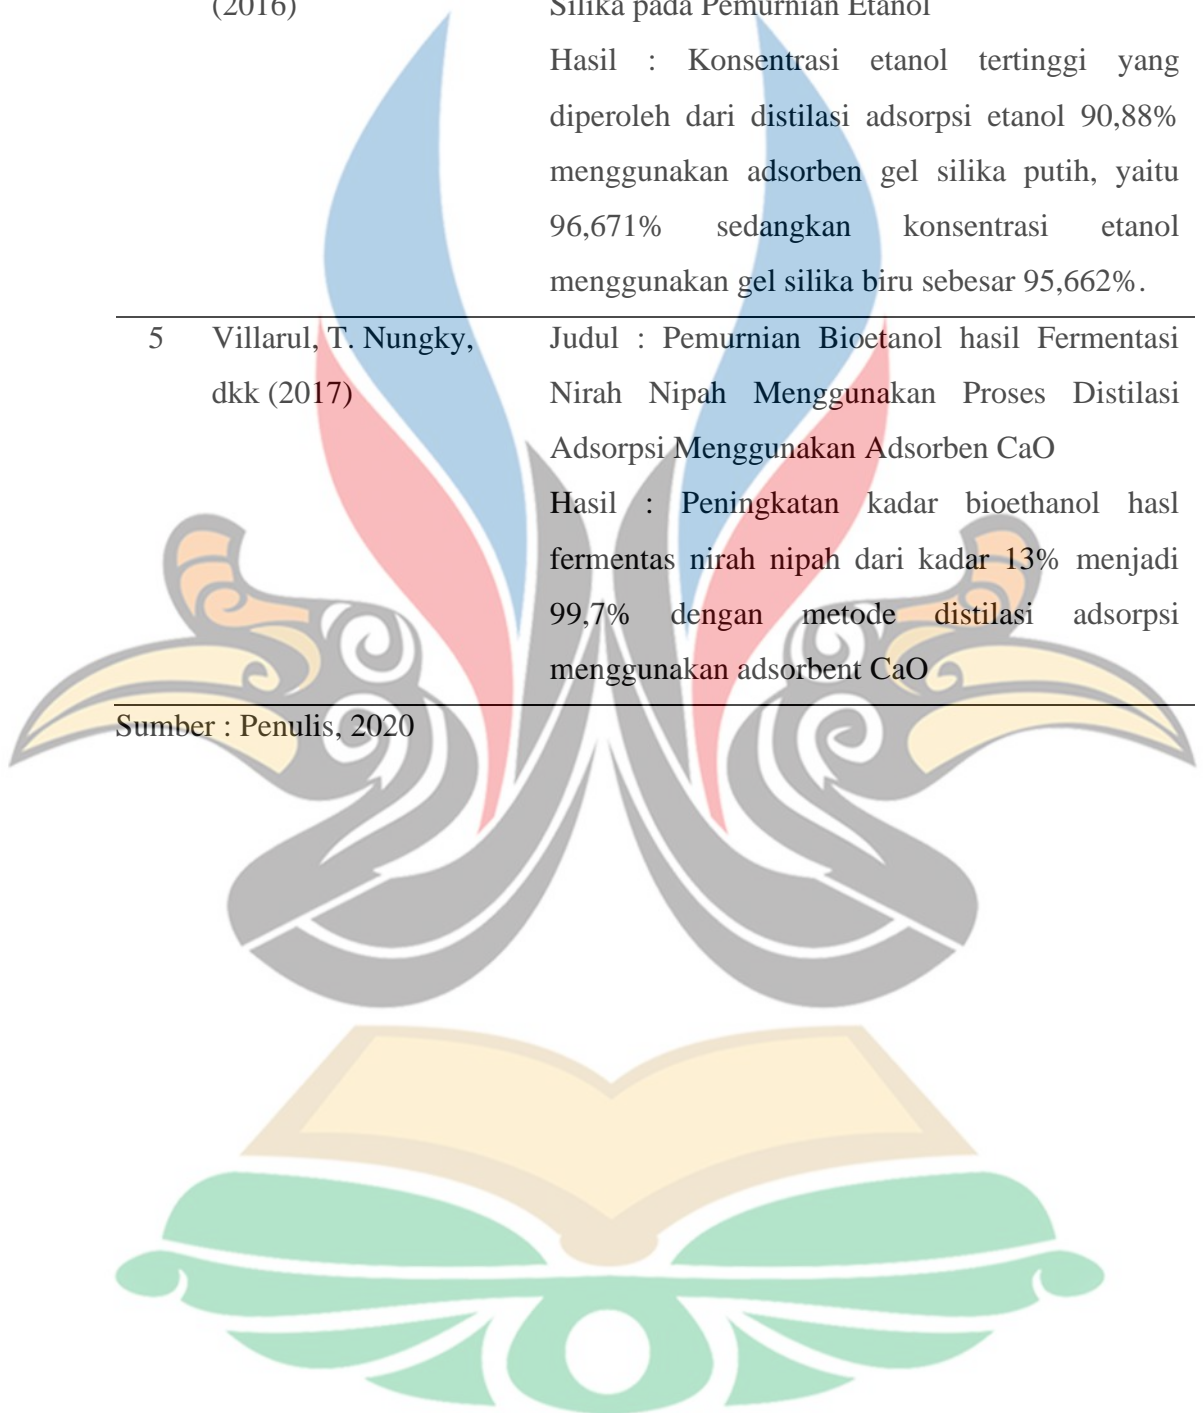 (2016) Silika pada Pemurnian Etanol
Hasil : Konsentrasi etanol tertinggi yang
diperoleh dari distilasi adsorpsi etanol 90,88%
menggunakan adsorben gel silika putih, yaitu
96,671% sedangkan konsentrasi etanol
menggunakan gel silika biru sebesar 95,662%.
5 Villarul, T. Nungky, Judul : Pemurnian Bioetanol hasil Fermentasi
dkk (2017) Nirah Nipah Menggunakan Proses Distilasi
Adsorpsi Menggunakan Adsorben CaO
Hasil : Peningkatan kadar bioethanol hasl
fermentas nirah nipah dari kadar 13% menjadi
99,7% dengan metode distilasi adsorpsi
menggunakan adsorbent CaO
Sumber : Penulis, 2020